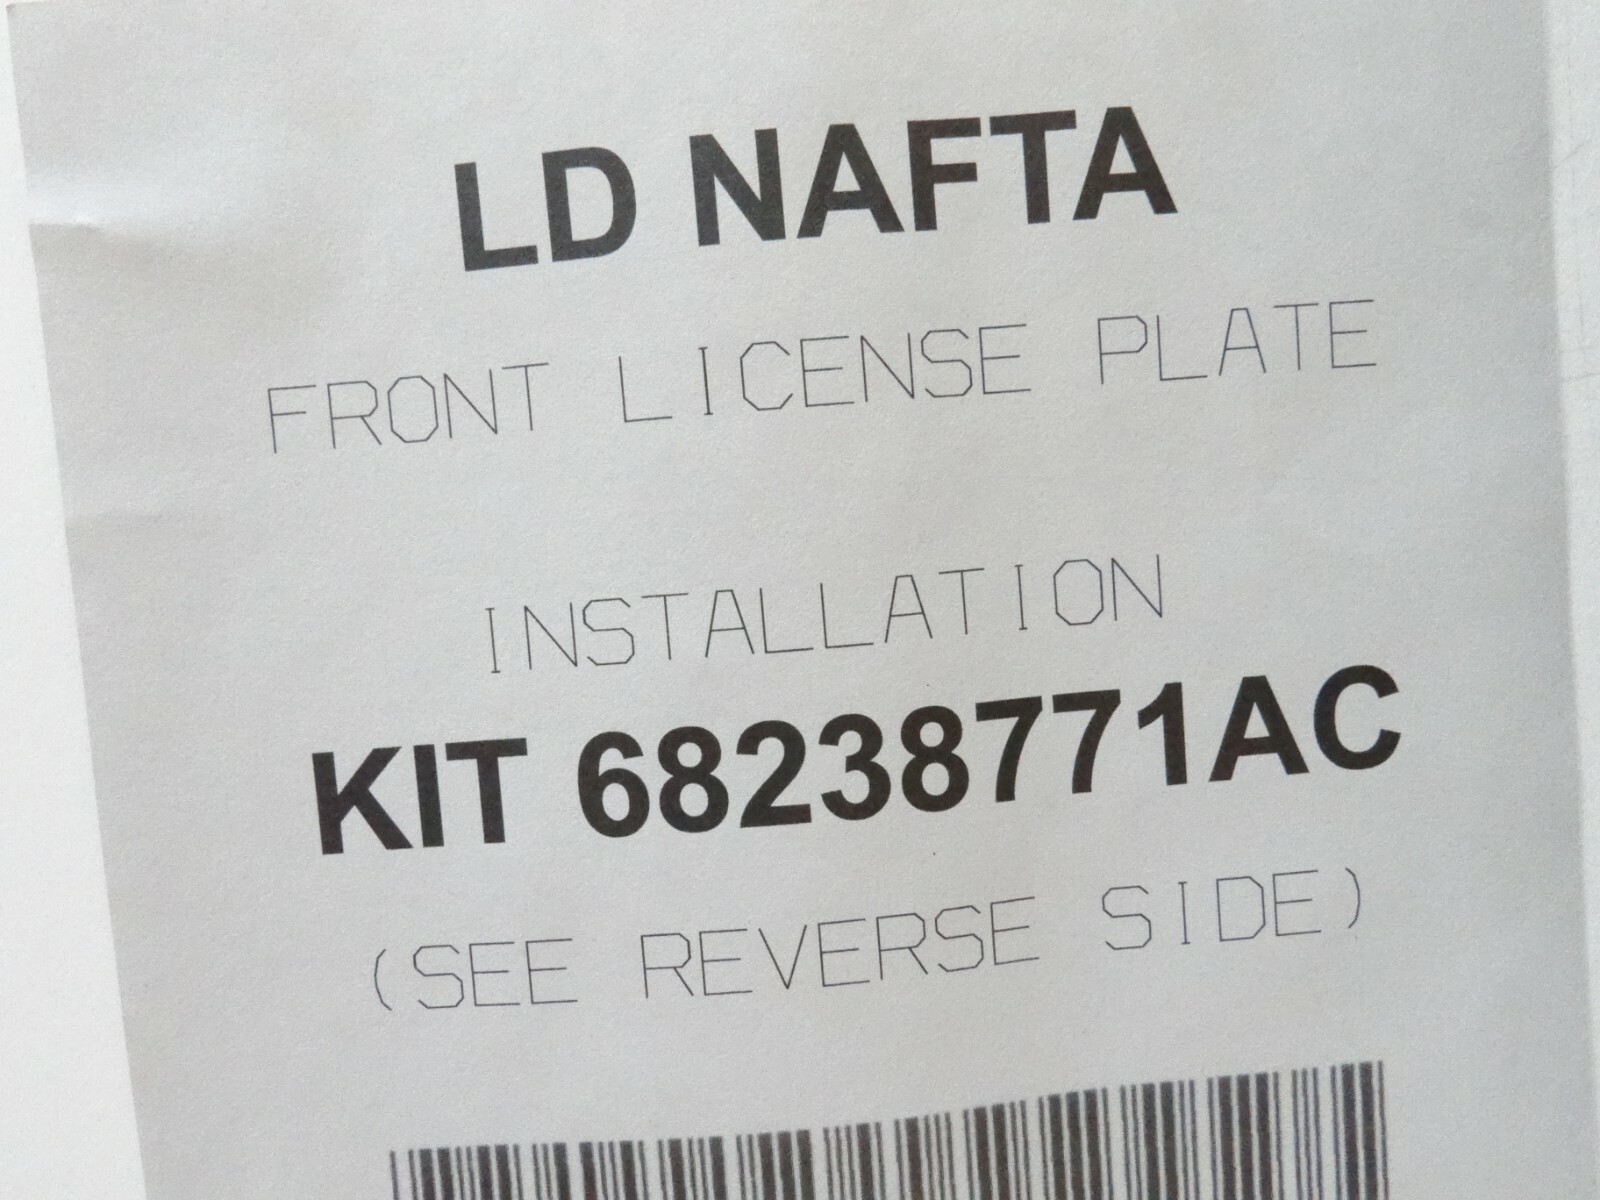 LD NAFTA
FRONT LICENSE PLATE
INSTALLATION
KIT 68238771AC
(SEE REVERSE SIDE)